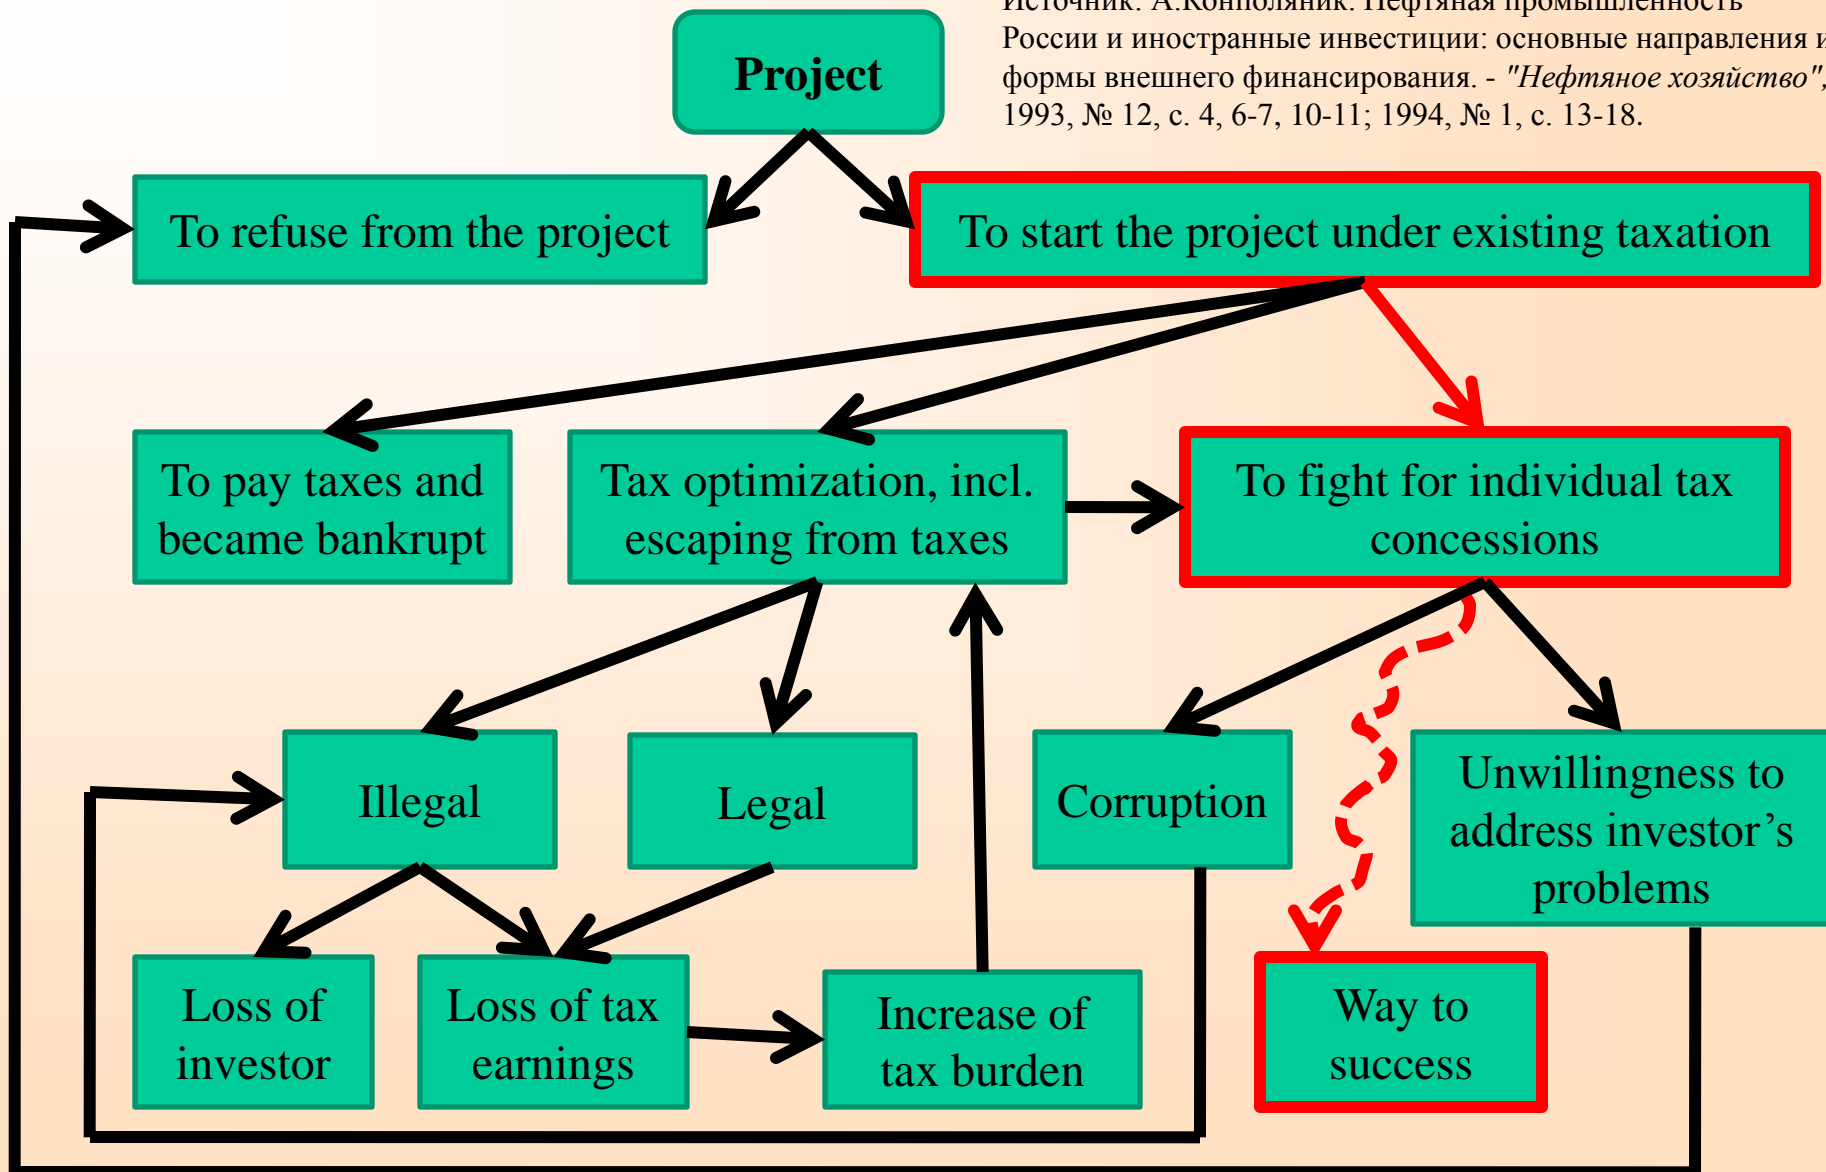 Источник: А.Конполяник. Нефтяная промышленность
России и иностранные инвестиции: основные направления и
формы внешнего финансирования. - "Нефтяное хозяйство",
1993, № 12, с. 4, 6-7, 10-11; 1994, № 1, с. 13-18.
Project
To refuse from the project
To start the project under existing taxation
To pay taxes and
became bankrupt
Tax optimization, incl.
escaping from taxes
To fight for individual tax
concessions
Illegal
Legal
Corruption
Unwillingness to
address investor’s
problems
Loss of
investor
Loss of tax
earnings
Increase of
tax burden
Way to
success